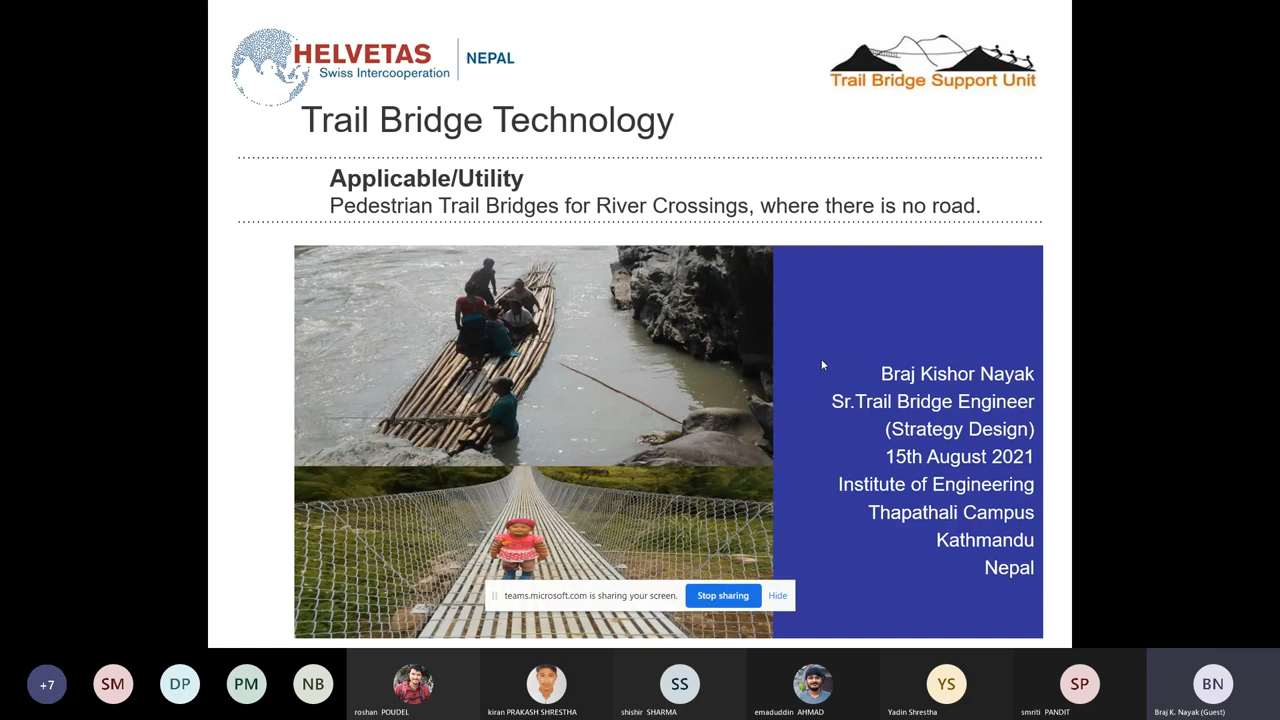 HELVETAS
Swiss Intercooperation
NEPAL
Trail Bridge Support Unit
Trail Bridge Technology
Applicable/Utility
Pedestrian Trail Bridges for River Crossings, where there is no road.
Braj Kishor Nayak
Sr.Trail Bridge Engineer
(Strategy Design)
15th August 2021
Institute of Engineering
Thapathali Campus
Kathmandu
Nepal
teams.microsoft.com is sharing your screen. Stop sharing Hide
+7 SM DP PM NB SS YS SP BN
roshan POUDEL kiran PRAKASH SHRESTHA shishir SHARMA emaduddin AHMAD Yadin Shrestha smriti PANDIT Braj K. Nayak (Guest)